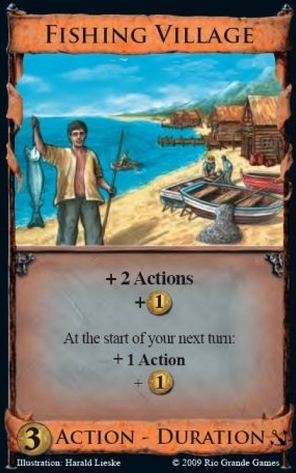 FISHING VILLAGE
+ 2 Actions
+ 1
At the start of your next turn:
+ 1 Action
+ 1
3 ACTION - DURATION
Illustration: Harald Lieske © 2009 Rio Grande Games